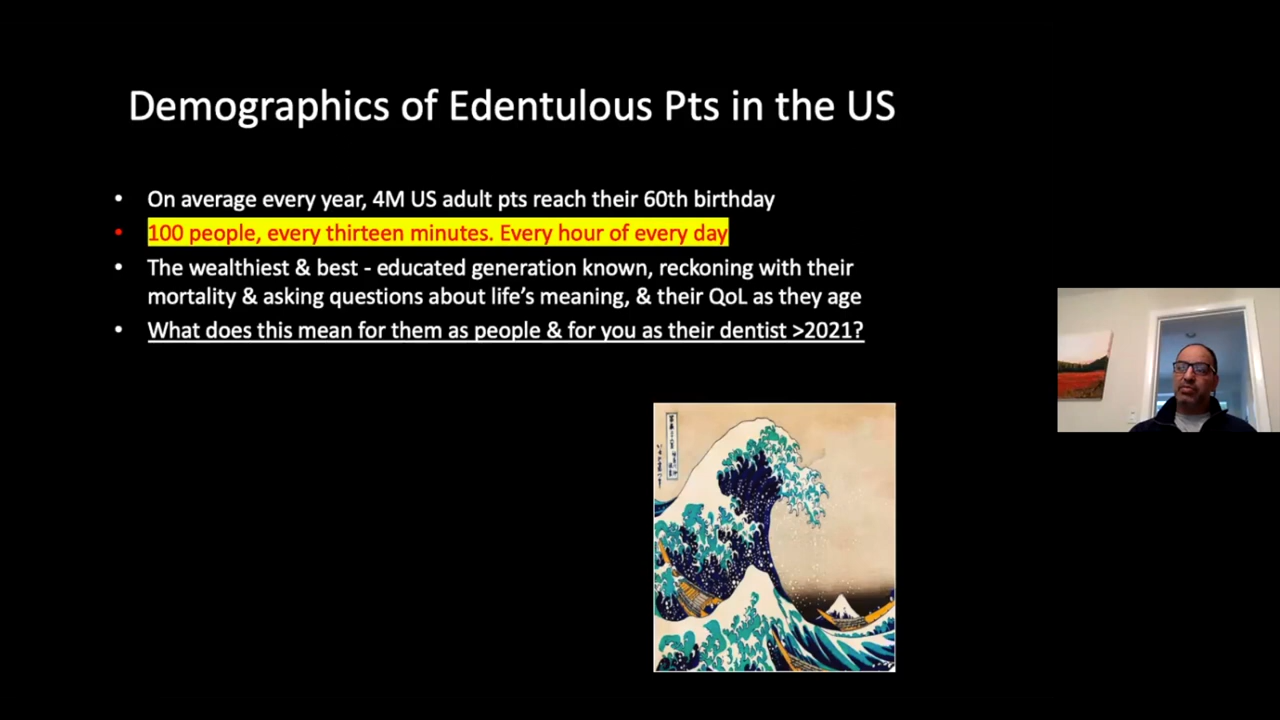 Demographics of Edentulous Pts in the US
• On average every year, 4M US adult pts reach their 60th birthday
• 100 people, every thirteen minutes. Every hour of every day
• The wealthiest & best - educated generation known, reckoning with their
mortality & asking questions about life’s meaning, & their QoL as they age
• What does this mean for them as people & for you as their dentist >2021?